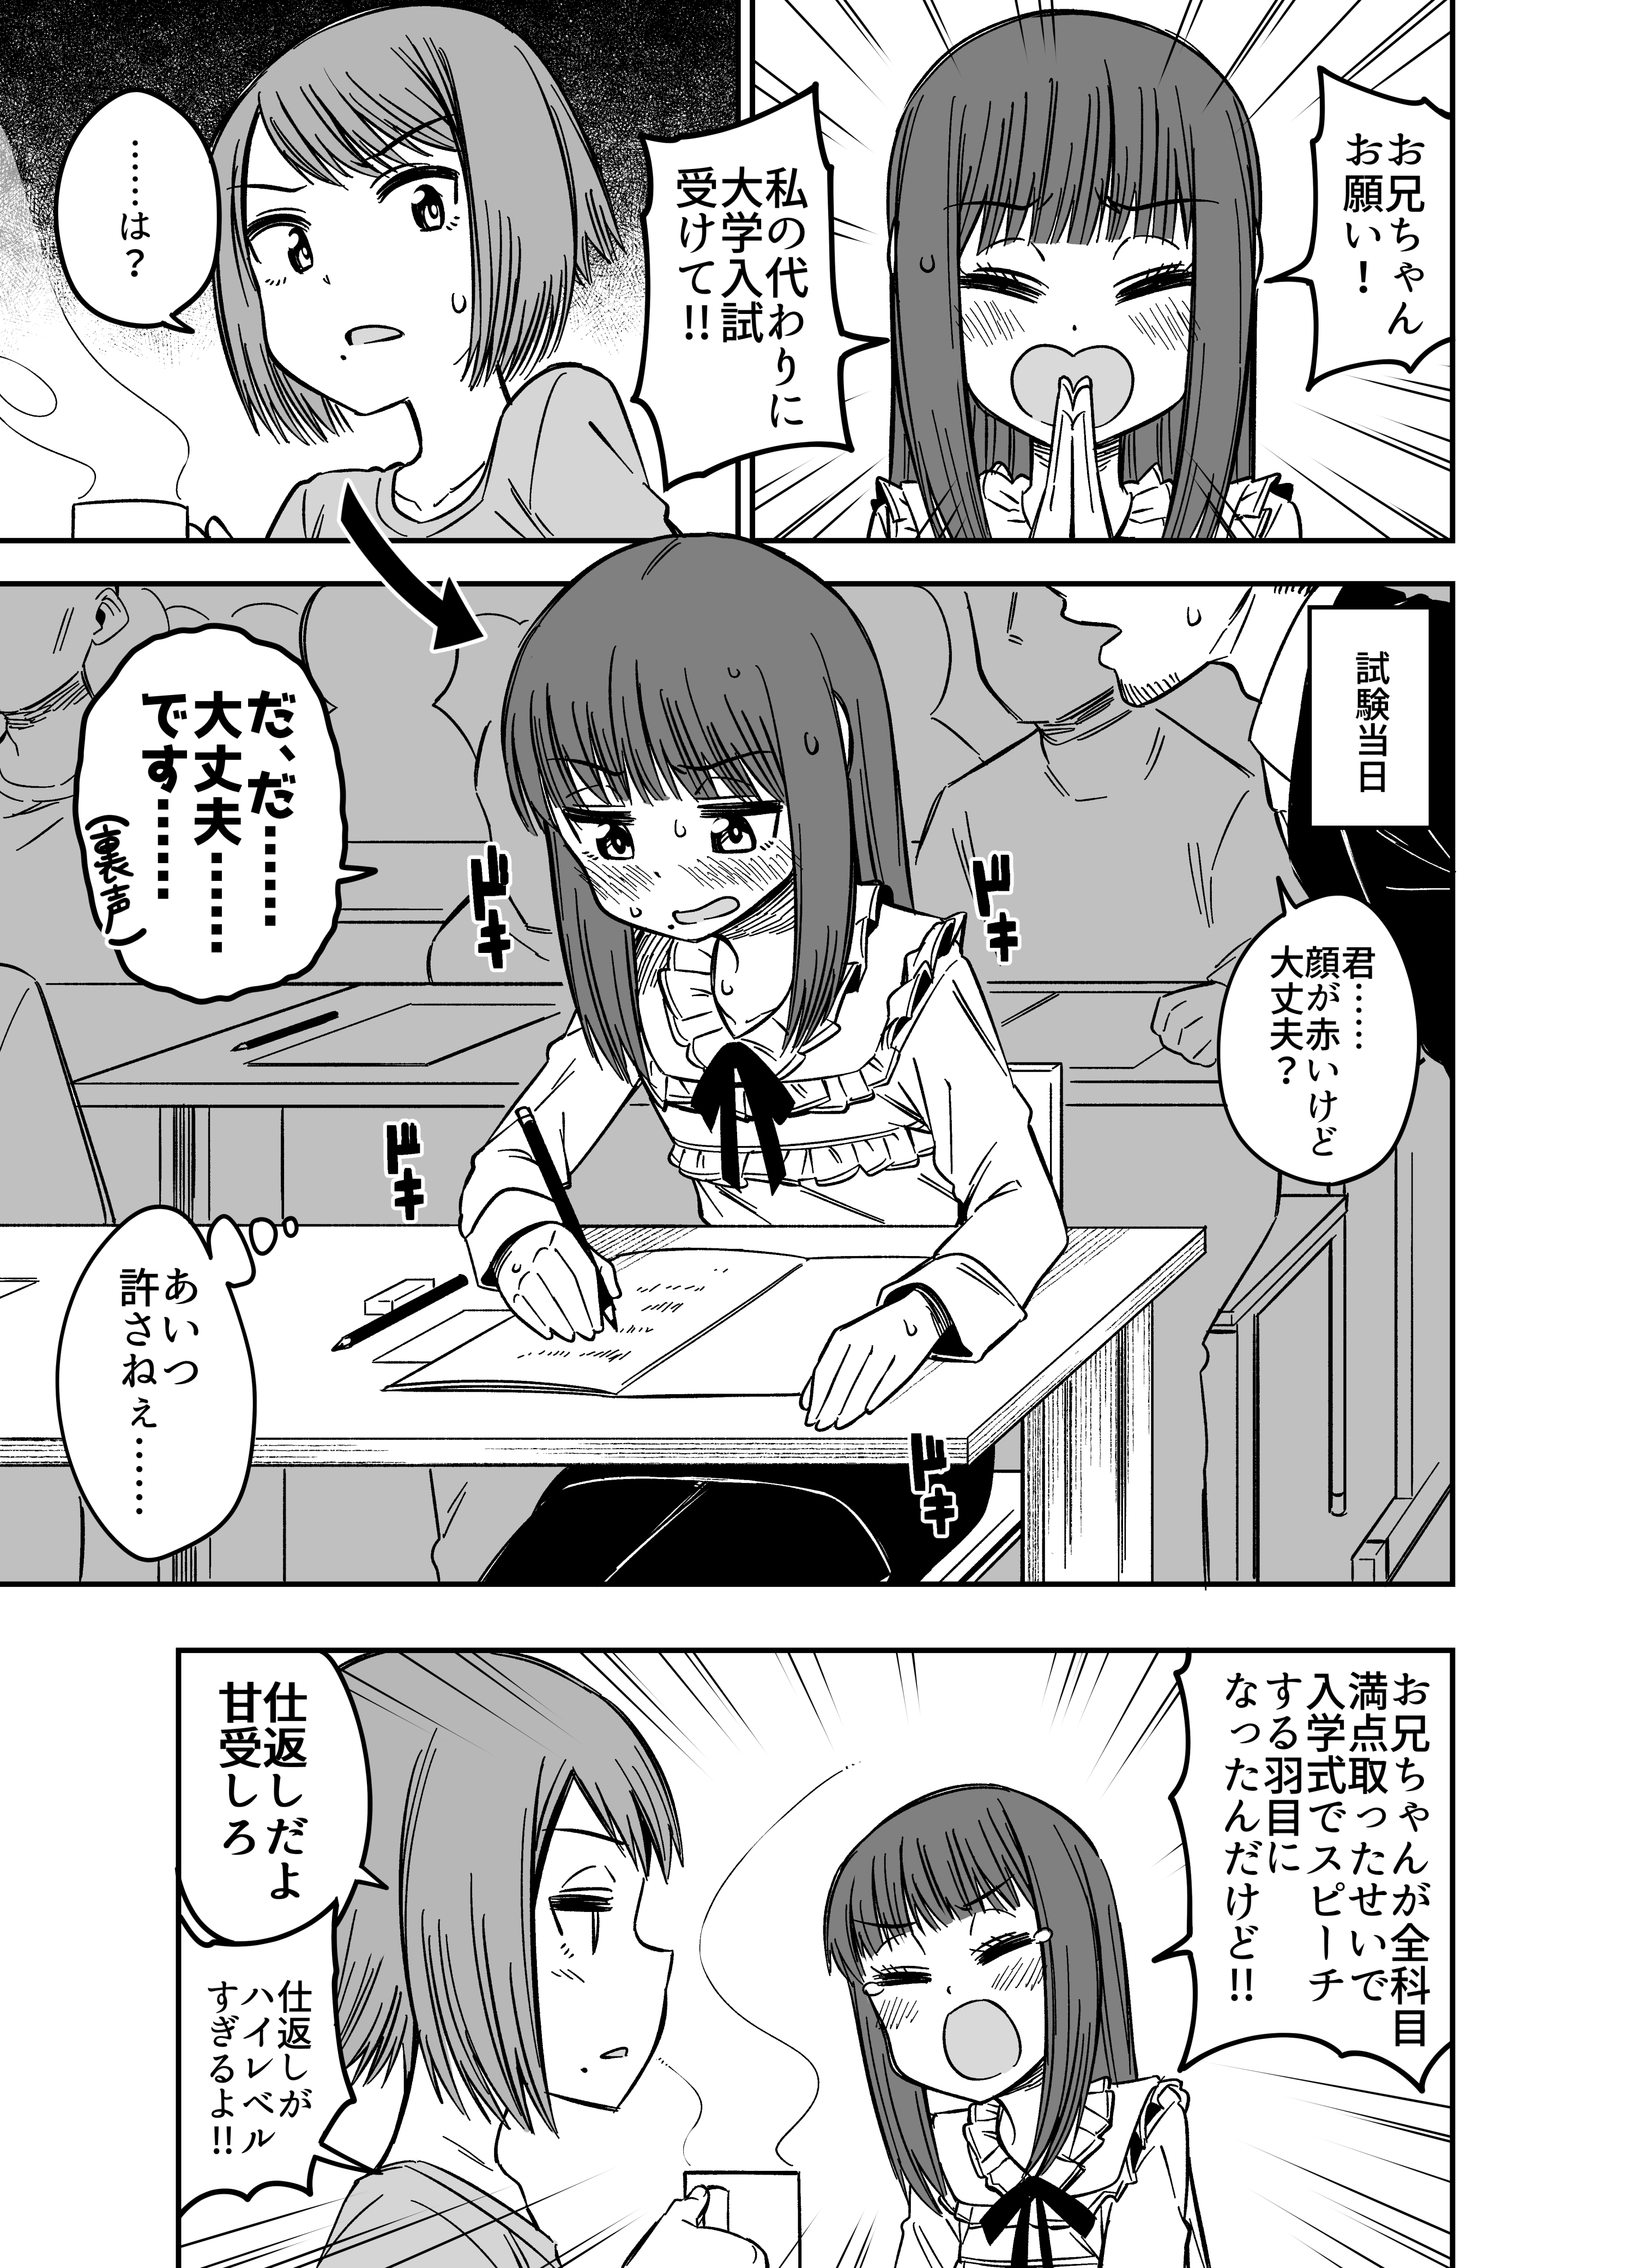 お兄ちゃん
お願い！
私の代わりに
大学入試
受けて!!
……は？
試験当日
君……
顔が赤いけど
大丈夫？
ドキ
ドキ
だ、だ……
大丈夫……
です……
（裏声）
ドキ
ドキ
あいつ
許さねぇ……
お兄ちゃんが全科目
満点取ったせいで
入学式でスピーチ
する羽目に
なったんだけど!!
仕返しだよ
甘受しろ
仕返しが
ハイレベル
すぎるよ!!